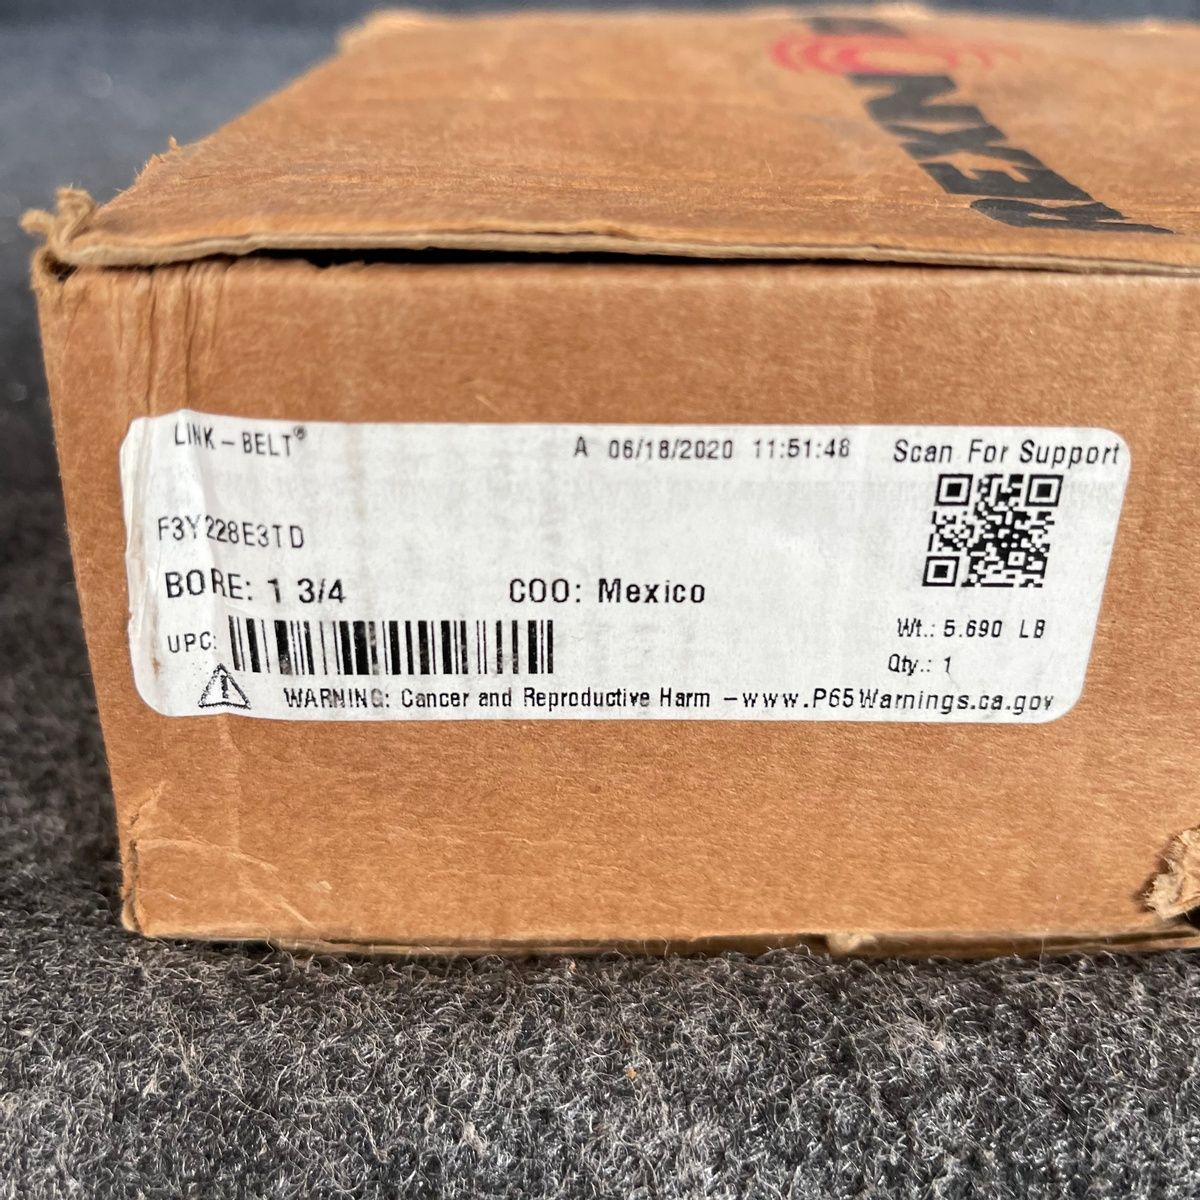 REXNORD
LINK-BELT®
A 06/18/2020 11:51:48
Scan For Support
F3Y228E3TD
BORE: 1 3/4
COO: Mexico
UPC:
Wt.: 5.690 LB
Qty.: 1
WARNING: Cancer and Reproductive Harm -www.P65Warnings.ca.gov